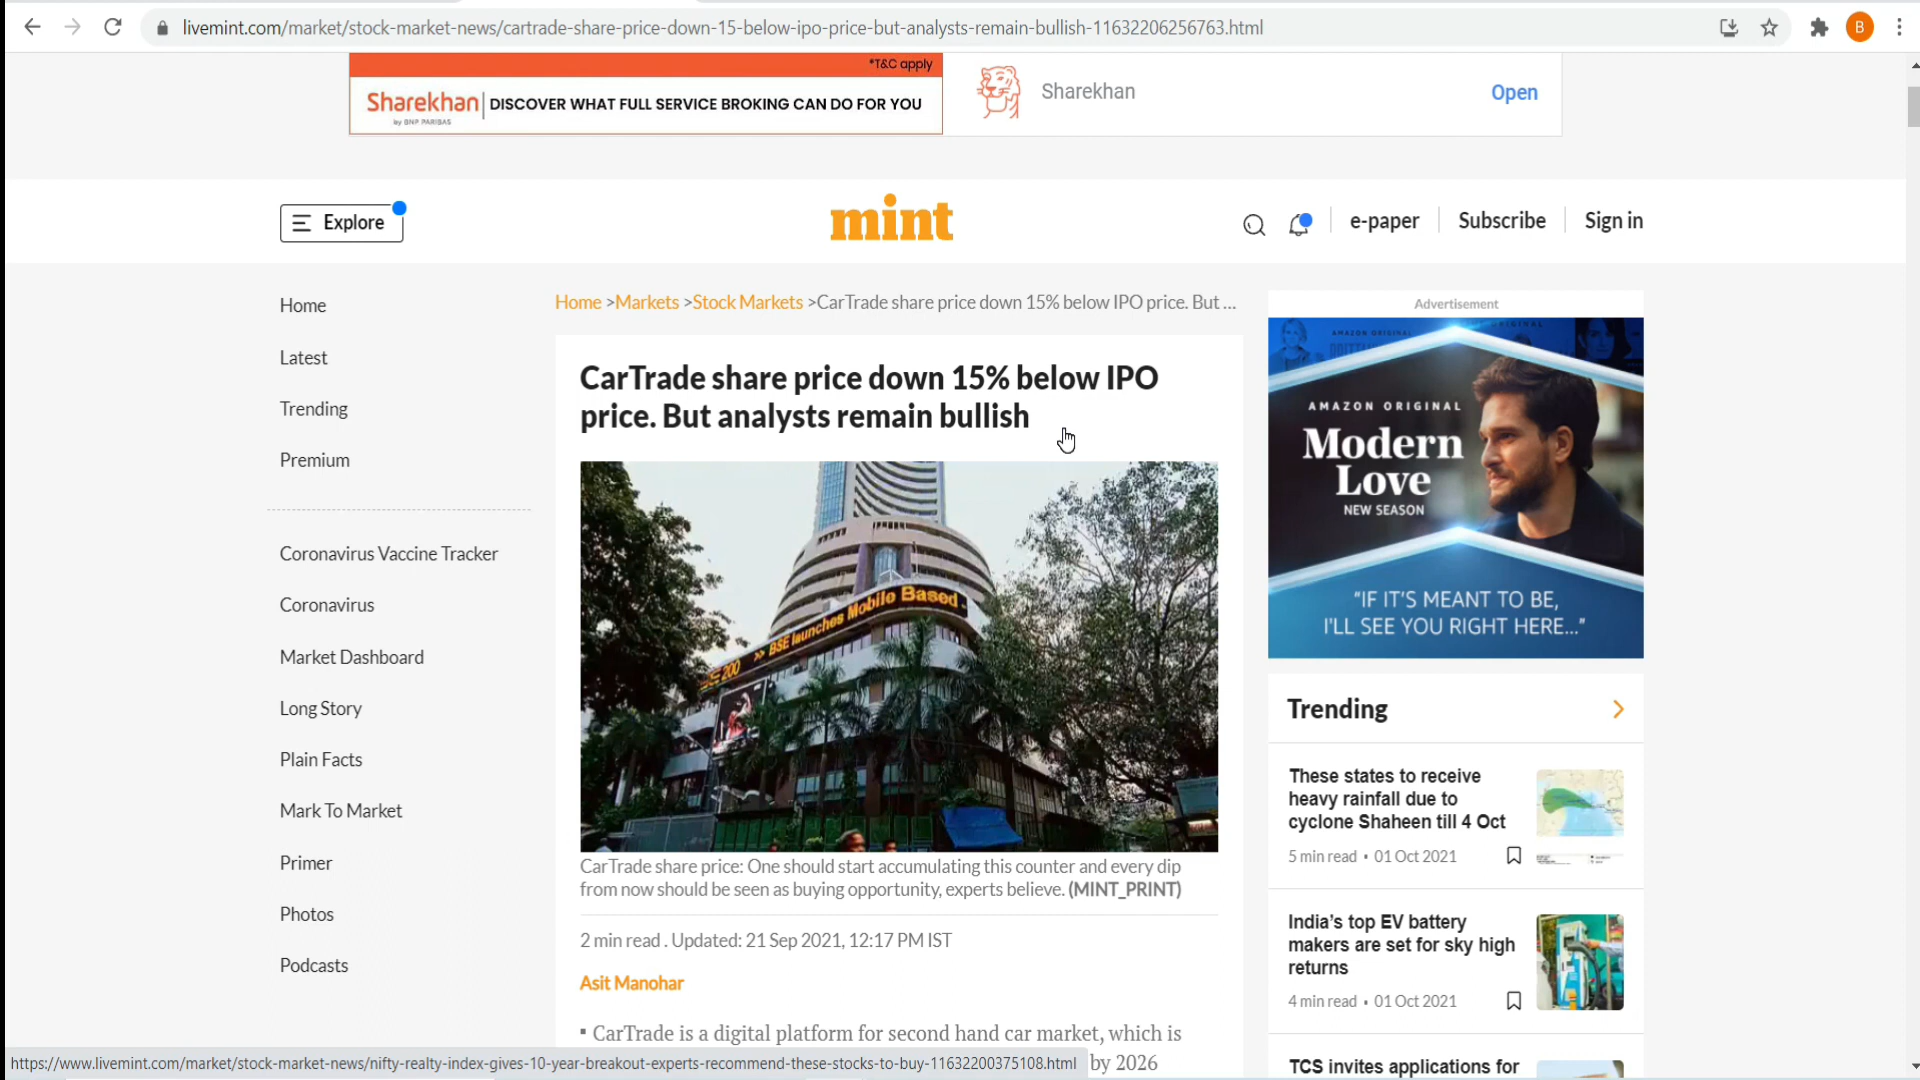 livemint.com/market/stock-market-news/cartrade-share-price-down-15-below-ipo-price-but-analysts-remain-bullish-11632206256763.html
B
*T&C apply
Sharekhan
by BNP PARIBAS
DISCOVER WHAT FULL SERVICE BROKING CAN DO FOR YOU
Sharekhan
Open
Explore
mint
e-paper
Subscribe
Sign in
Home
Latest
Trending
Premium
Coronavirus Vaccine Tracker
Coronavirus
Market Dashboard
Long Story
Plain Facts
Mark To Market
Primer
Photos
Podcasts
Home >Markets >Stock Markets >CarTrade share price down 15% below IPO price. But ...
CarTrade share price down 15% below IPO
price. But analysts remain bullish
200 >> BSE launches Mobile Based
CarTrade share price: One should start accumulating this counter and every dip
from now should be seen as buying opportunity, experts believe. (MINT_PRINT)
2 min read . Updated: 21 Sep 2021, 12:17 PM IST
Asit Manohar
▪ CarTrade is a digital platform for second hand car market, which is
by 2026
Advertisement
AMAZON ORIGINAL
AMAZON ORIGINAL
Modern
Love
NEW SEASON
"IF IT'S MEANT TO BE,
I'LL SEE YOU RIGHT HERE..."
Trending
These states to receive
heavy rainfall due to
cyclone Shaheen till 4 Oct
5 min read • 01 Oct 2021
India's top EV battery
makers are set for sky high
returns
4 min read • 01 Oct 2021
TCS invites applications for
https://www.livemint.com/market/stock-market-news/nifty-realty-index-gives-10-year-breakout-experts-recommend-these-stocks-to-buy-11632200375108.html